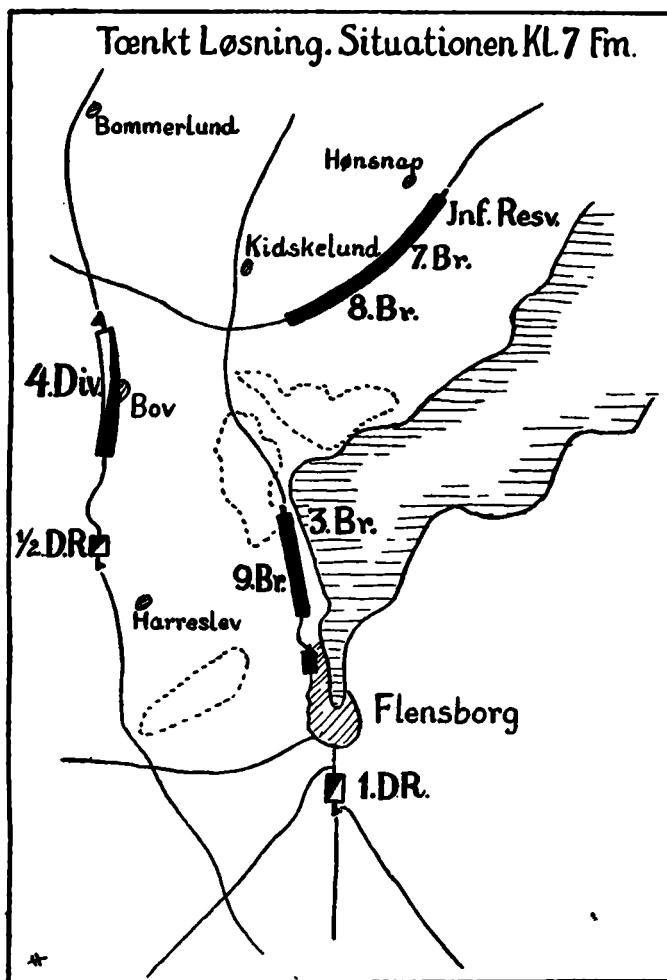 Tænkt Løsning. Situationen Kl. 7 Fm.
Bommerlund
Hønsnap
Jnf. Resv.
Kidskelund
7. Br.
8. Br.
4. Div.
Bov
3. Br.
½ D.R.
9. Br.
Harreslev
Flensborg
1. D.R.